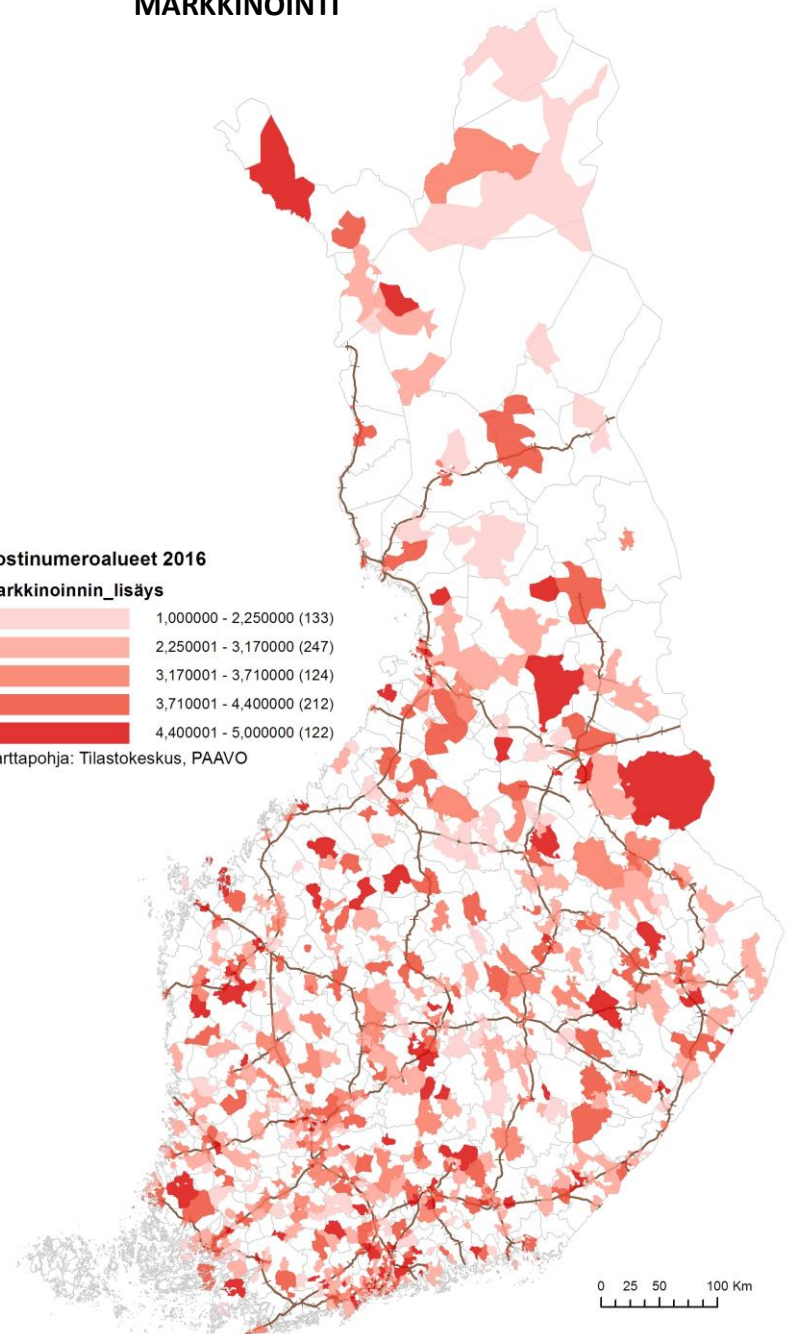 MARKKINOINTI
ostinumeroalueet 2016
arkkinoinnin_lisäys
1,000000 - 2,250000 (133)
2,250001 - 3,170000 (247)
3,170001 - 3,710000 (124)
3,710001 - 4,400000 (212)
4,400001 - 5,000000 (122)
arttapohja: Tilastokeskus, PAAVO
0 25 50 100 Km